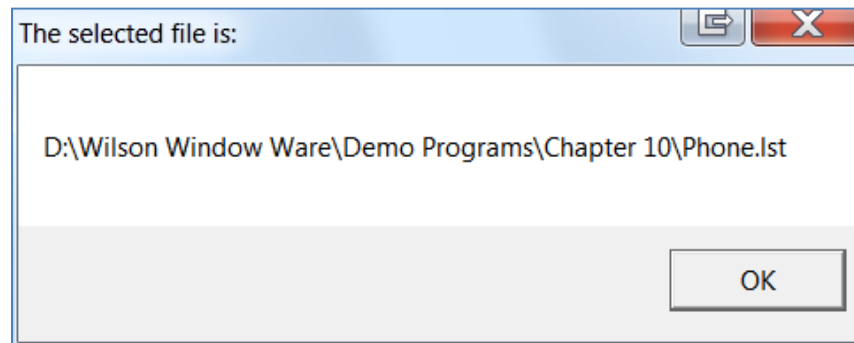 The selected file is:
D:\Wilson Window Ware\Demo Programs\Chapter 10\Phone.lst
OK